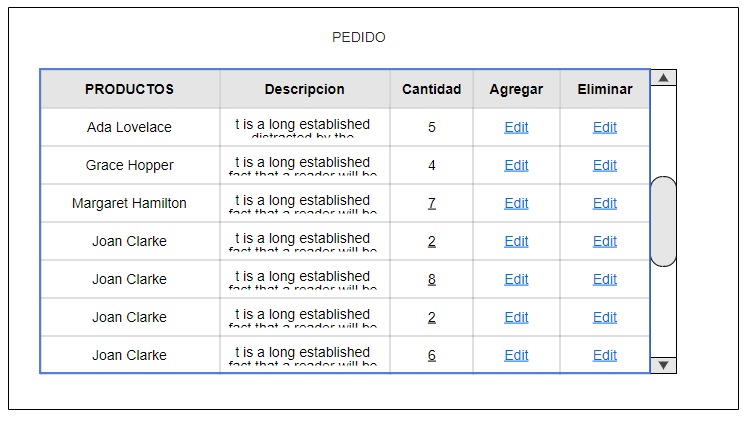 PEDIDO
PRODUCTOS Descripcion Cantidad Agregar Eliminar
Ada Lovelace t is a long established 5 Edit Edit
distracted by the
Grace Hopper t is a long established 4 Edit Edit
fact that a reader will be
Margaret Hamilton t is a long established 7 Edit Edit
fact that a reader will be
Joan Clarke t is a long established 2 Edit Edit
fact that a reader will be
Joan Clarke t is a long established 8 Edit Edit
fact that a reader will be
Joan Clarke t is a long established 2 Edit Edit
fact that a reader will be
Joan Clarke t is a long established 6 Edit Edit
fact that a reader will be